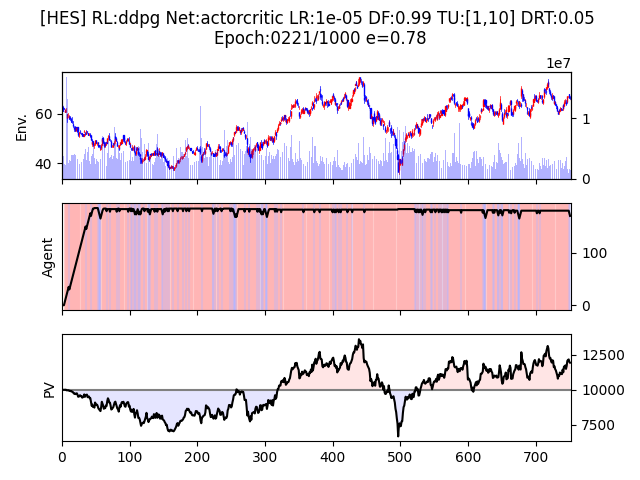 [HES] RL:ddpg Net:actorcritic LR:1e-05 DF:0.99 TU:[1,10] DRT:0.05
Epoch:0221/1000 e=0.78
1e7
Env.
60
40
1
0
Agent
100
0
PV
12500
10000
7500
0 100 200 300 400 500 600 700